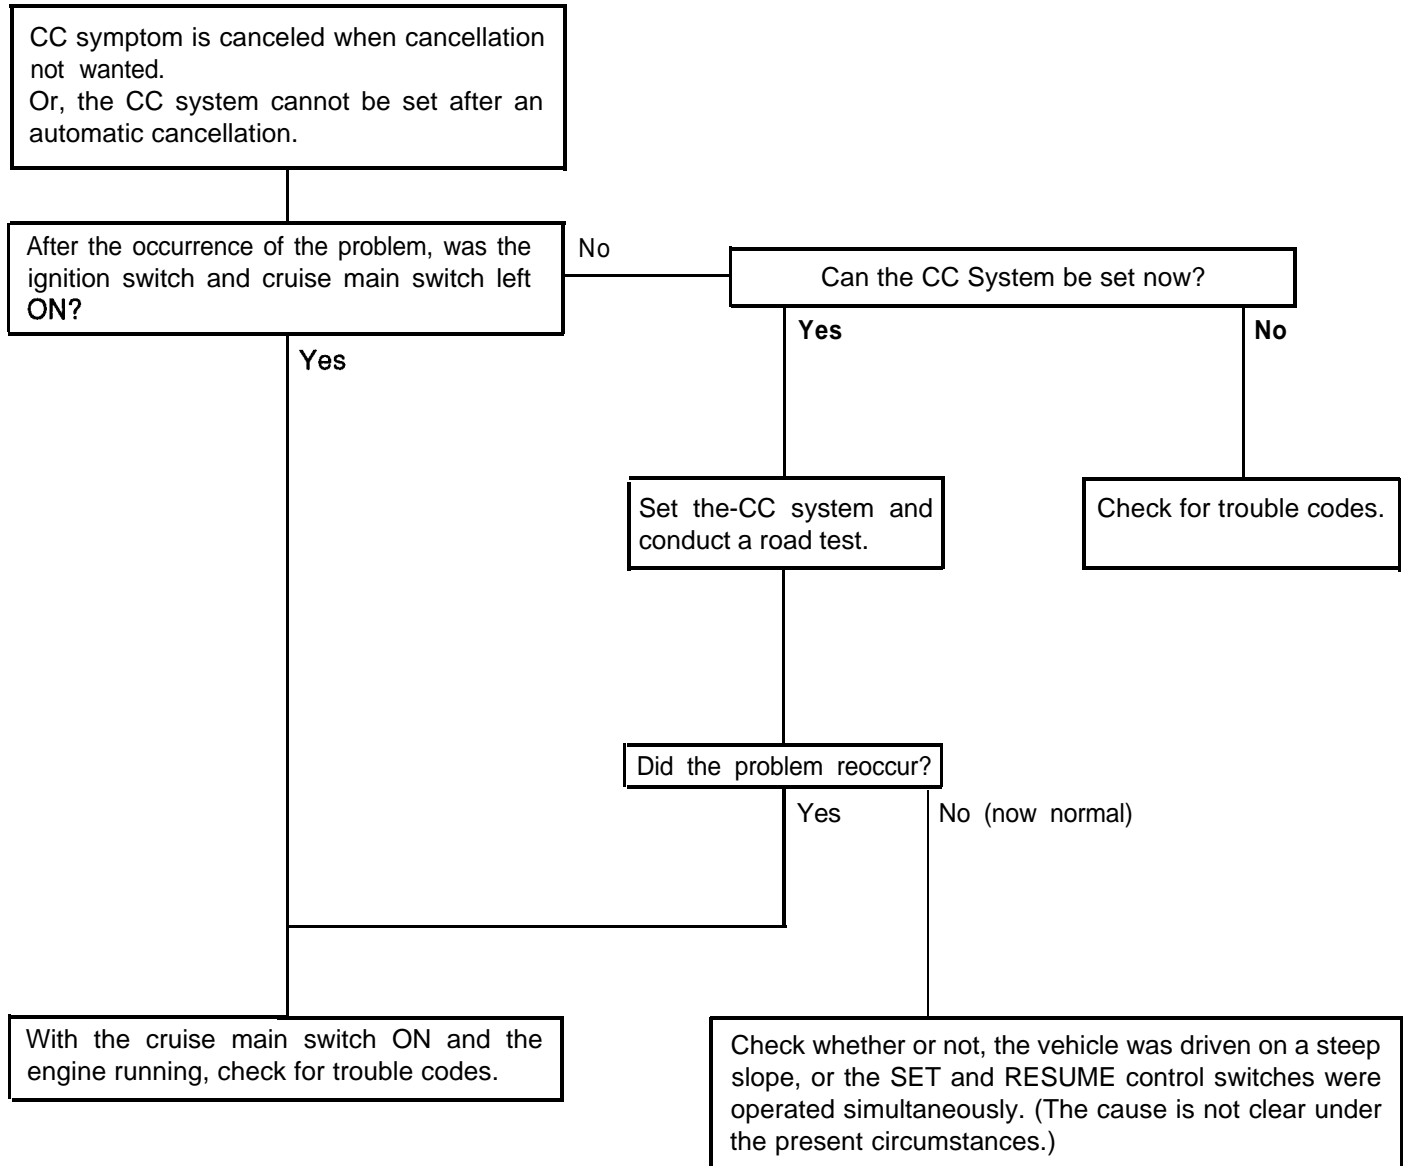 CC symptom is canceled when cancellation
not wanted.
Or, the CC system cannot be set after an
automatic cancellation.
After the occurrence of the problem, was the
ignition switch and cruise main switch left
ON?
No
Can the CC System be set now?
Yes
Yes
No
Set the-CC system and
conduct a road test.
Check for trouble codes.
Did the problem reoccur?
Yes
No (now normal)
With the cruise main switch ON and the
engine running, check for trouble codes.
Check whether or not, the vehicle was driven on a steep
slope, or the SET and RESUME control switches were
operated simultaneously. (The cause is not clear under
the present circumstances.)